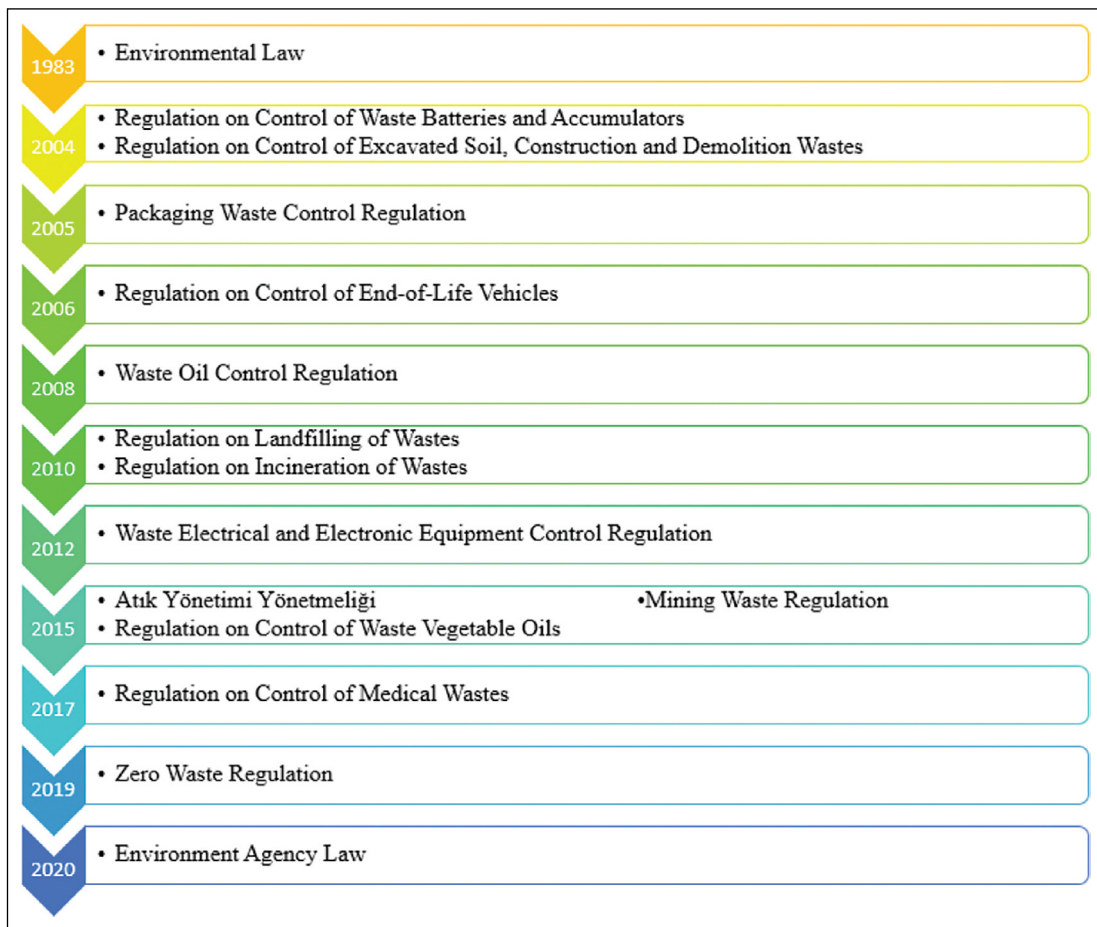 1983
• Environmental Law
2004
• Regulation on Control of Waste Batteries and Accumulators
• Regulation on Control of Excavated Soil, Construction and Demolition Wastes
2005
• Packaging Waste Control Regulation
2006
• Regulation on Control of End-of-Life Vehicles
2008
• Waste Oil Control Regulation
2010
• Regulation on Landfilling of Wastes
• Regulation on Incineration of Wastes
2012
• Waste Electrical and Electronic Equipment Control Regulation
2015
• Atık Yönetimi Yönetmeliği •Mining Waste Regulation
• Regulation on Control of Waste Vegetable Oils
2017
• Regulation on Control of Medical Wastes
2019
• Zero Waste Regulation
2020
• Environment Agency Law